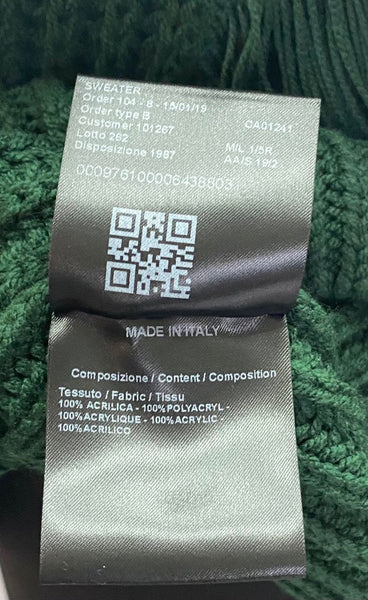 SWEATER
Order 104 - 8 - 15/01/19
Order type B
CA01241
Customer 101267
Lotto 262
MIL 1/5R
Disposizione 1987
AA/S 19/2
000976100006438603
MADE IN ITALY
Composizione / Content / Composition
Tessuto / Fabric / Tissu
100% ACRILICA - 100%POLYACRYL -
100%ACRYLIQUE - 100%ACRYLIC -
100%ACRILICO